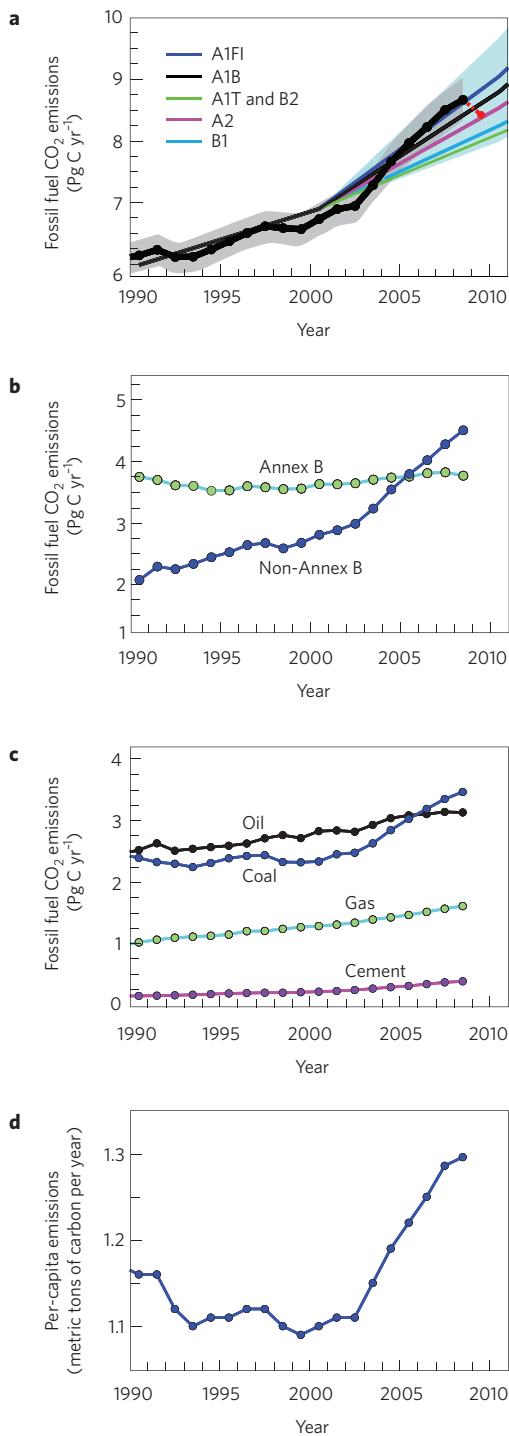 a
Fossil fuel CO₂ emissions
(Pg C yr⁻¹)
10
9
8
7
6
A1FI
A1B
A1T and B2
A2
B1
1990 1995 2000 2005 2010
Year
b
Fossil fuel CO₂ emissions
(Pg C yr⁻¹)
5
4
3
2
1
Annex B
Non-Annex B
1990 1995 2000 2005 2010
Year
c
Fossil fuel CO₂ emissions
(Pg C yr⁻¹)
4
3
2
1
0
Oil
Coal
Gas
Cement
1990 1995 2000 2005 2010
Year
d
Per-capita emissions
(metric tons of carbon per year)
1.3
1.2
1.1
1990 1995 2000 2005 2010
Year